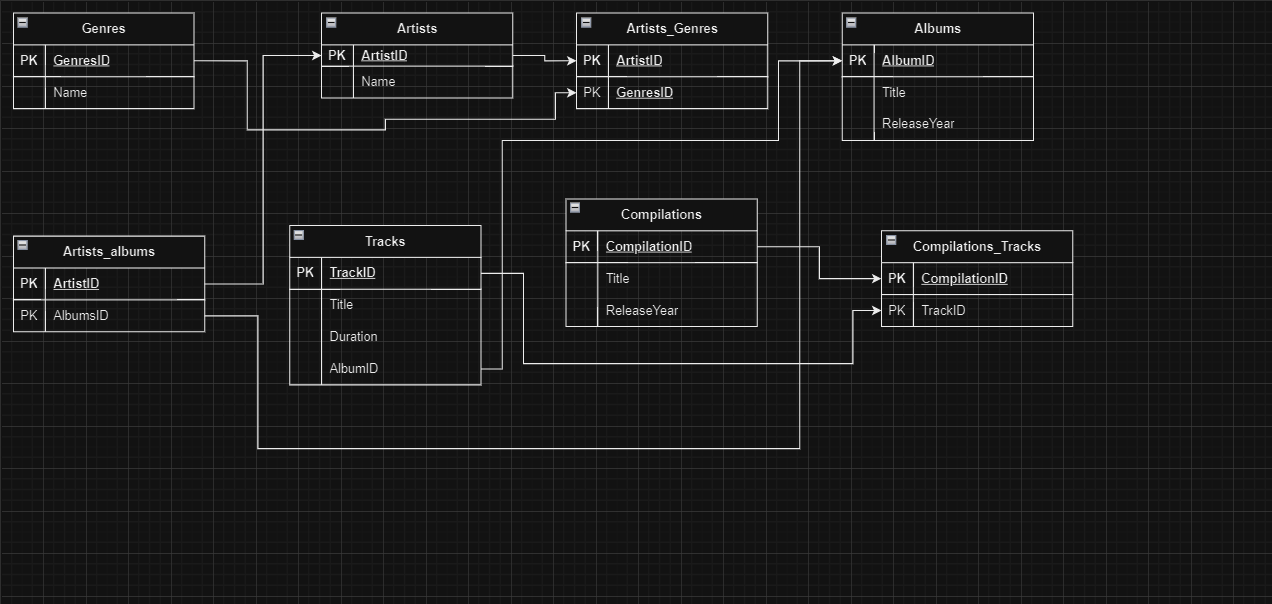 Genres
PK GenresID
Name
Artists
PK ArtistID
Name
Artists_Genres
PK ArtistID
PK GenresID
Albums
PK AlbumID
Title
ReleaseYear
Artists_albums
PK ArtistID
PK AlbumsID
Tracks
PK TrackID
Title
Duration
AlbumID
Compilations
PK CompilationID
Title
ReleaseYear
Compilations_Tracks
PK CompilationID
PK TrackID